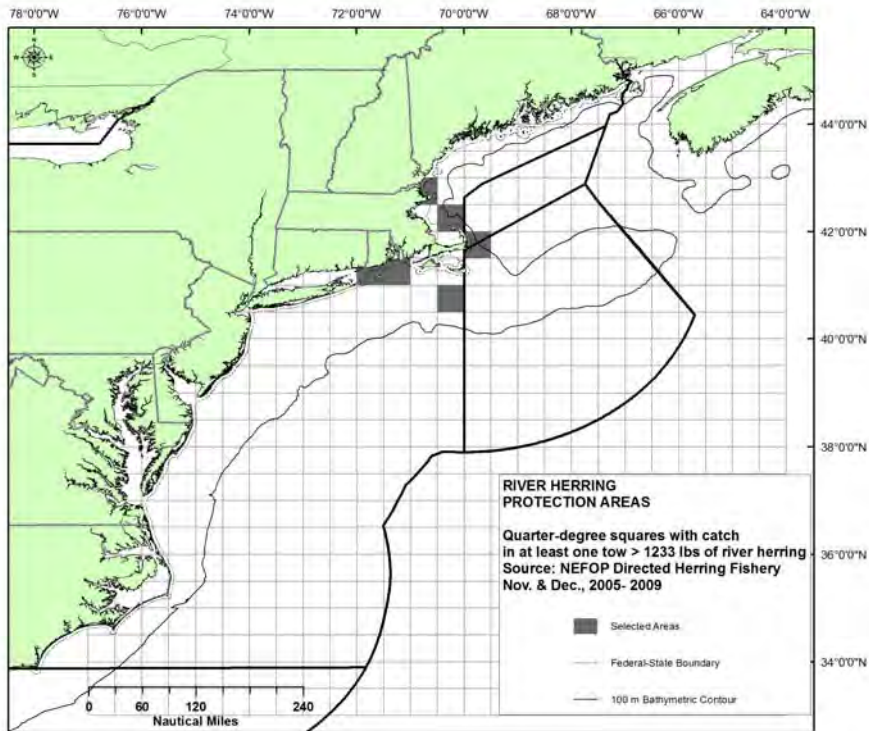 78°0'0"W 76°0'0"W 74°0'0"W 72°0'0"W 70°0'0"W 68°0'0"W 66°0'0"W 64°0'0"W
N
W E
S
44°0'0"N
42°0'0"N
40°0'0"N
38°0'0"N
36°0'0"N
34°0'0"N
RIVER HERRING
PROTECTION AREAS
Quarter-degree squares with catch
in at least one tow > 1233 lbs of river herring
Source: NEFOP Directed Herring Fishery
Nov. & Dec., 2005- 2009
Selected Areas
Federal-State Boundary
100 m Bathymetric Contour
0 60 120 240
Nautical Miles